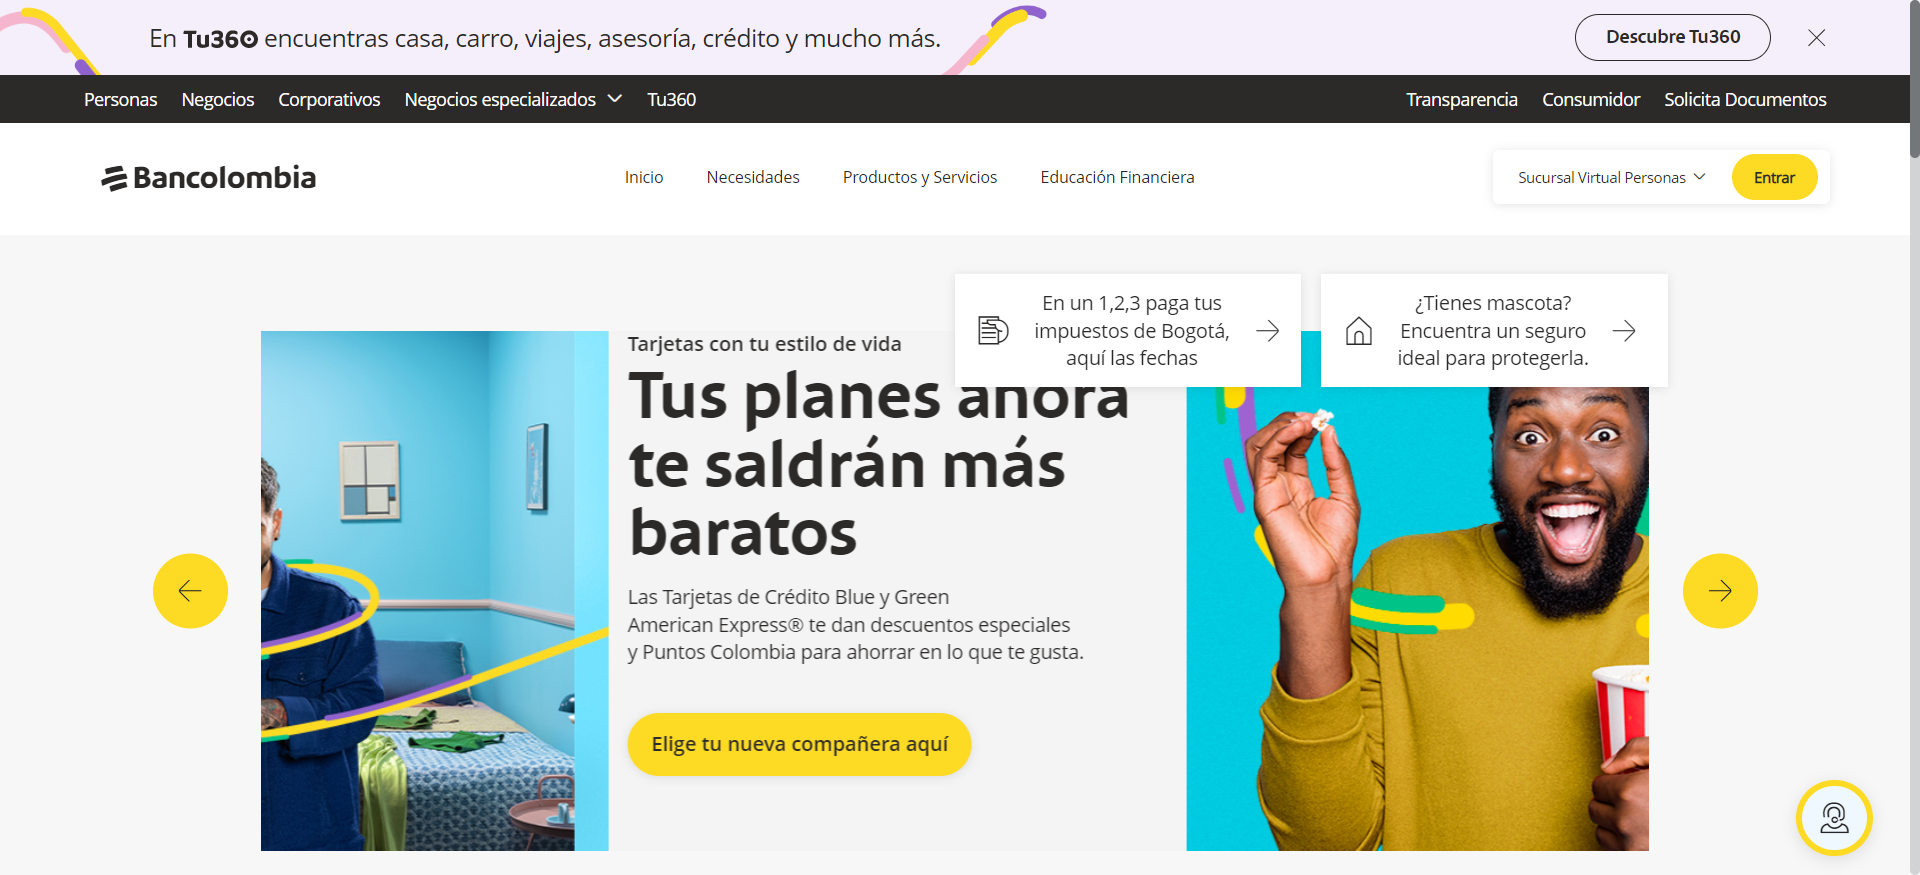 En Tu360 encuentras casa, carro, viajes, asesoría, crédito y mucho más.
Descubre Tu360
Personas Negocios Corporativos Negocios especializados Tu360
Transparencia Consumidor Solicita Documentos
Bancolombia
Inicio Necesidades Productos y Servicios Educación Financiera
Sucursal Virtual Personas
Entrar
En un 1,2,3 paga tus
impuestos de Bogotá,
aquí las fechas
¿Tienes mascota?
Encuentra un seguro
ideal para protegerla.
Tarjetas con tu estilo de vida
Tus planes ahora
te saldrán más
baratos
Las Tarjetas de Crédito Blue y Green
American Express® te dan descuentos especiales
y Puntos Colombia para ahorrar en lo que te gusta.
Elige tu nueva compañera aquí